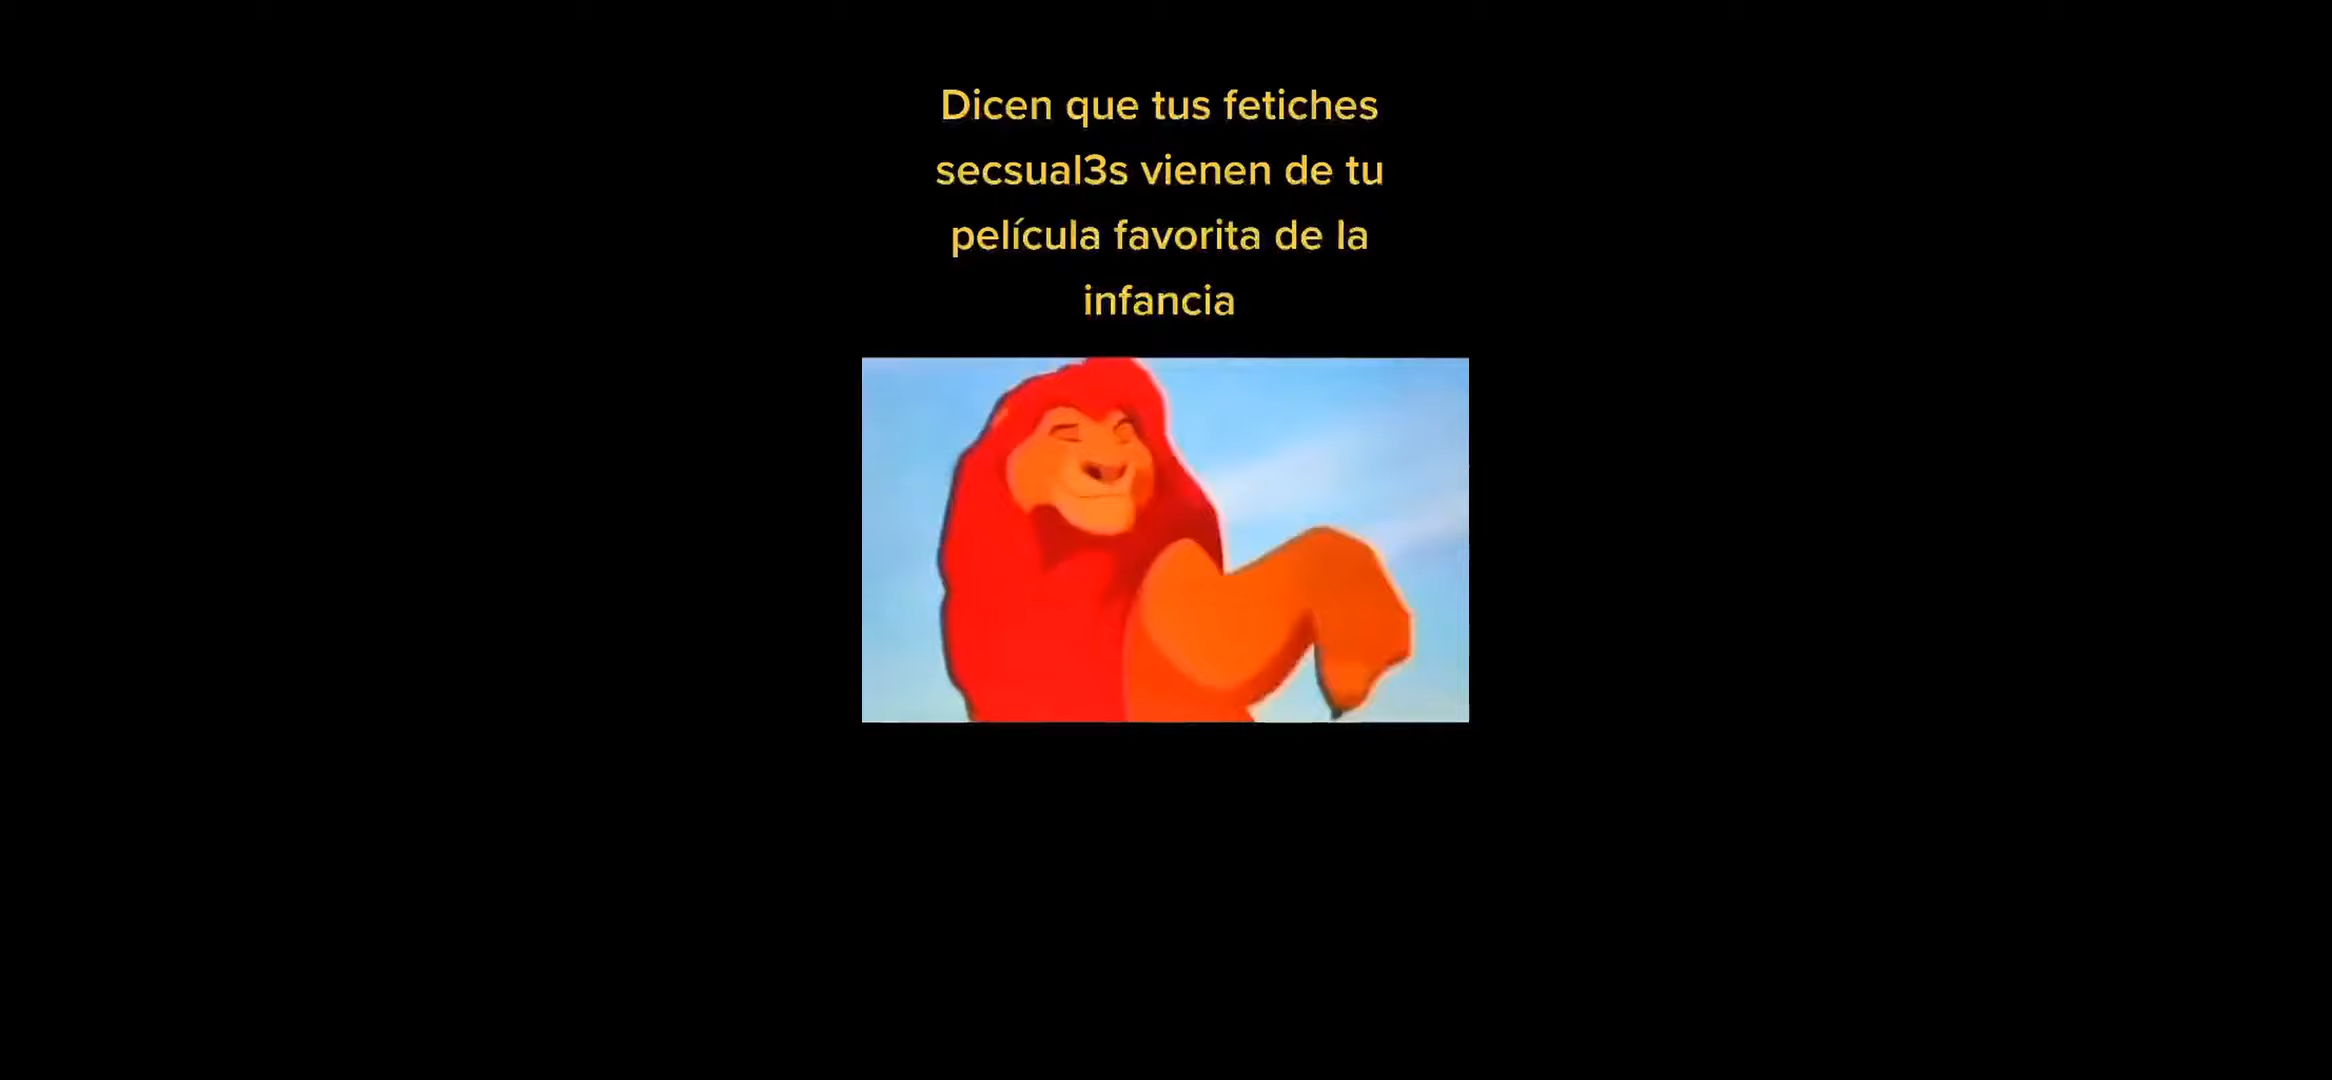 Dicen que tus fetiches
secsual3s vienen de tu
película favorita de la
infancia